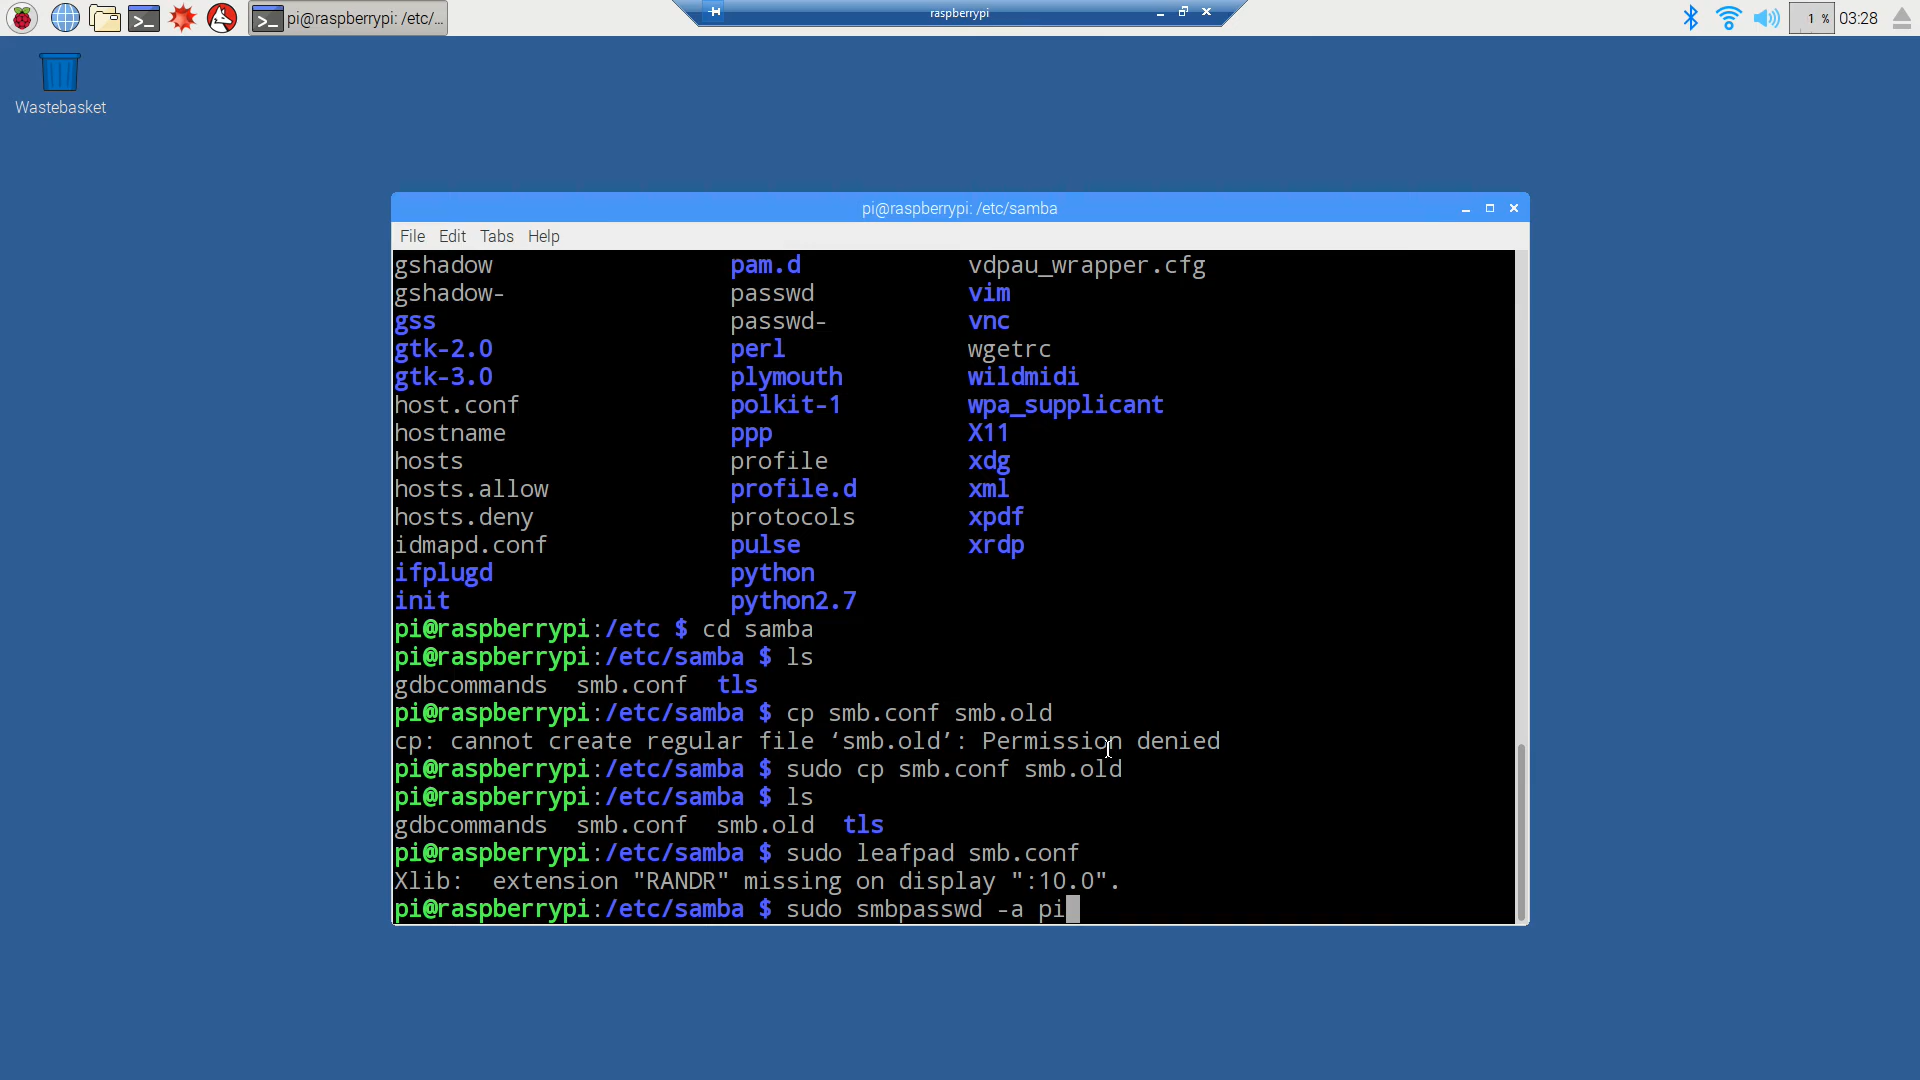 pi@raspberrypi: /etc/...
raspberrypi
1 %
03:28
Wastebasket
pi@raspberrypi: /etc/samba
File Edit Tabs Help
gshadow pam.d vdpau_wrapper.cfg
gshadow- passwd vim
gss passwd- vnc
gtk-2.0 perl wgetrc
gtk-3.0 plymouth wildmidi
host.conf polkit-1 wpa_supplicant
hostname ppp X11
hosts profile xdg
hosts.allow profile.d xml
hosts.deny protocols xpdf
idmapd.conf pulse xrdp
ifplugd python
init python2.7
pi@raspberrypi:/etc $ cd samba
pi@raspberrypi:/etc/samba $ ls
gdbcommands smb.conf tls
pi@raspberrypi:/etc/samba $ cp smb.conf smb.old
cp: cannot create regular file ‘smb.old’: Permission denied
pi@raspberrypi:/etc/samba $ sudo cp smb.conf smb.old
pi@raspberrypi:/etc/samba $ ls
gdbcommands smb.conf smb.old tls
pi@raspberrypi:/etc/samba $ sudo leafpad smb.conf
Xlib: extension "RANDR" missing on display ":10.0".
pi@raspberrypi:/etc/samba $ sudo smbpasswd -a pi